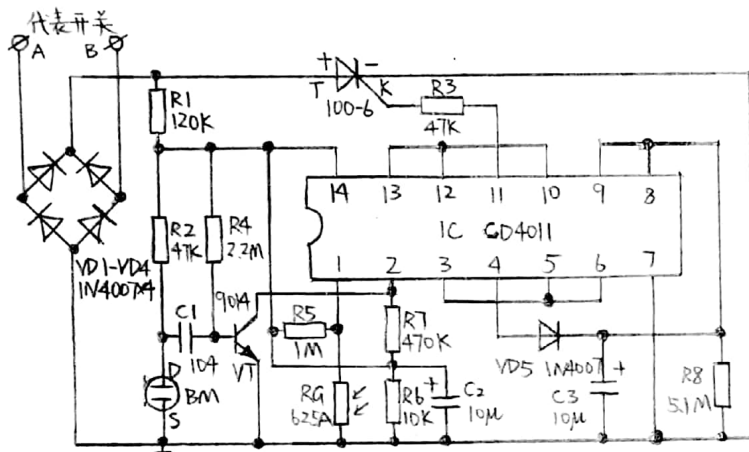 代表开关
A
B
+
-
T
K
100-6
R3
47K
R1
120K
14
13
12
11
10
9
8
IC CD4011
1
2
3
4
5
6
7
R2
47K
R4
2.2M
VD1-VD4
1N4007×4
9014
C1
104
VT
R5
1M
R7
470K
VD5 1N4007
+
D
BM
S
RG
625A
R6
10K
+
C2
10μ
C3
10μ
R8
5.1M